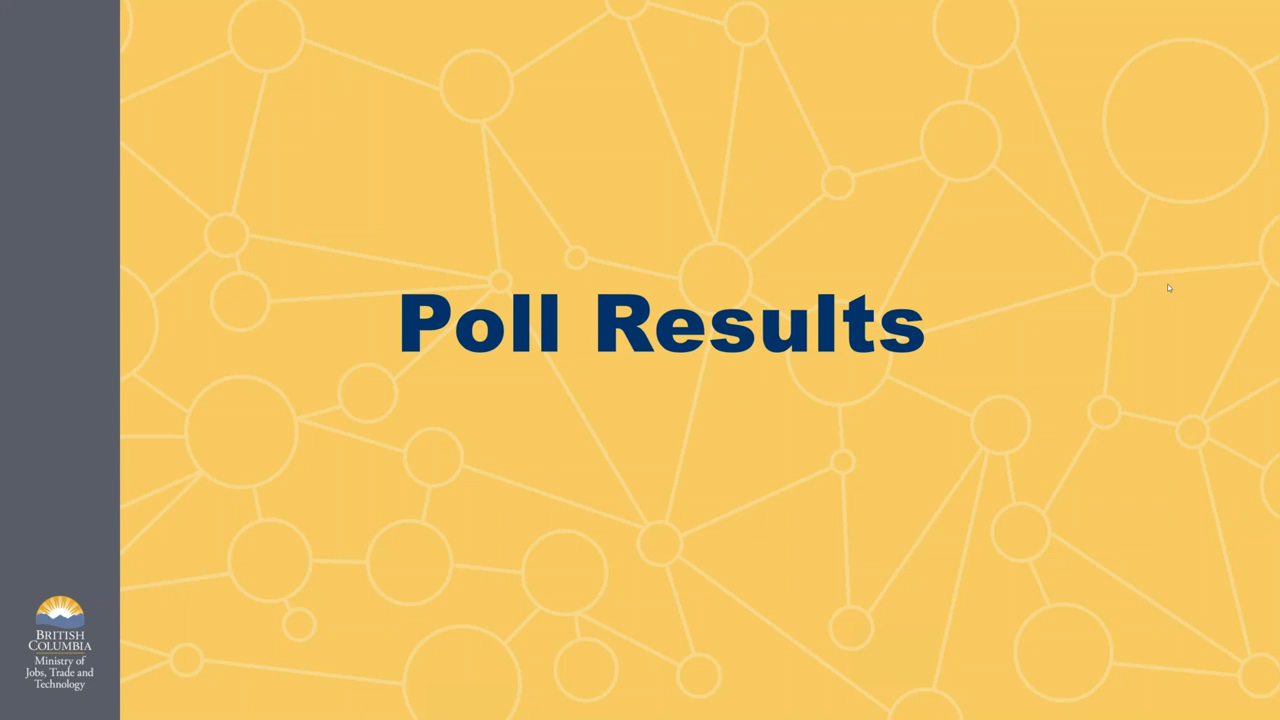 Poll Results
BRITISH
COLUMBIA
Ministry of
Jobs, Trade and
Technology